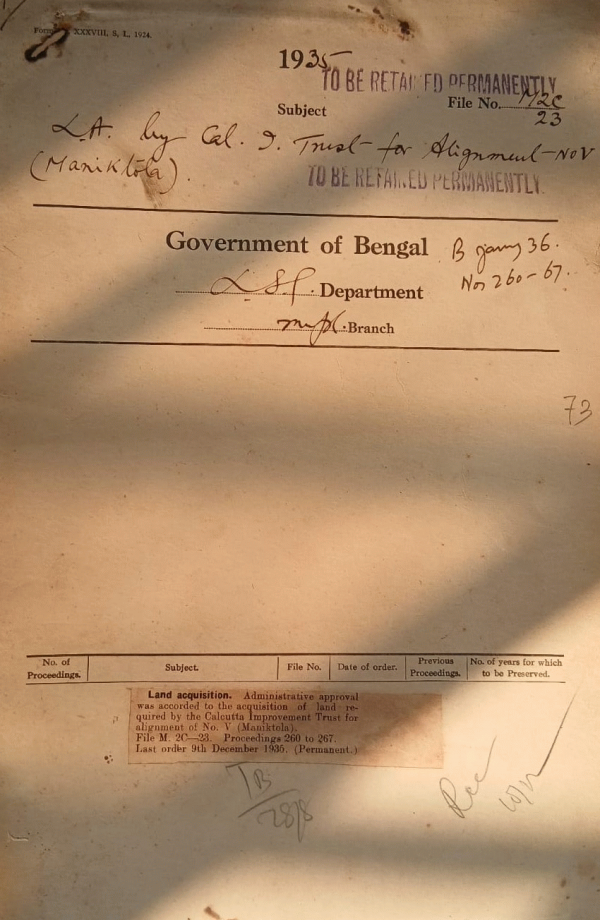 XXXVIII, S, L, 1924.
1935
TO BE RETAINED PERMANENTLY
Subject
File No. M2C
23
L.A. by Cal. I. Trust for Alignment No V
(Maniktola).
TO BE RETAINED PERMANENTLY.
Government of Bengal
B Jany 36.
Nos 260-67.
L.S.G. Department
Branch
73
No. of Proceedings.
Subject.
File No.
Date of order.
Previous Proceedings.
No. of years for which to be Preserved.
Land acquisition. Administrative approval
was accorded to the acquisition of land re-
quired by the Calcutta Improvement Trust for
alignment of No. V (Maniktola).
File M. 2C—23. Proceedings 260 to 267.
Last order 9th December 1935. (Permanent.)
28/8
Rec